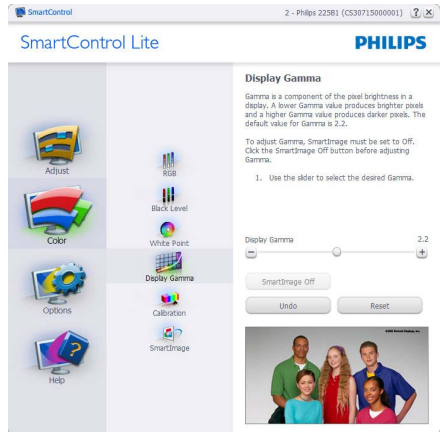 SmartControl
2 - Philips 225B1 (CS30715000001)
?
SmartControl Lite
PHILIPS
Adjust
Color
Options
Help
RGB
Black Level
White Point
Display Gamma
Calibration
SmartImage
Display Gamma
Gamma is a component of the pixel brightness in a
display. A lower Gamma value produces brighter pixels
and a higher Gamma value produces darker pixels. The
default value for Gamma is 2.2.
To adjust Gamma, SmartImage must be set to Off.
Click the SmartImage Off button before adjusting
Gamma.
1. Use the slider to select the desired Gamma.
Display Gamma 2.2
SmartImage Off
Undo Reset